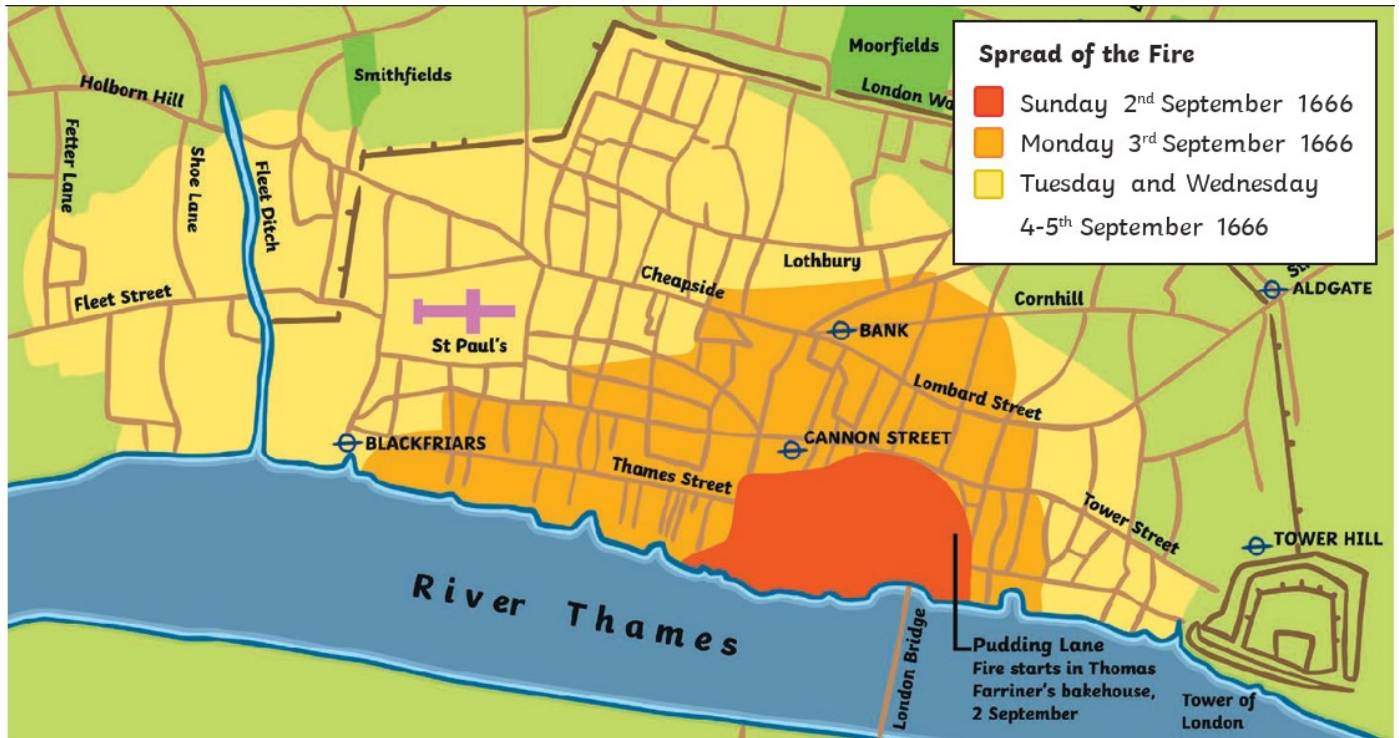 Spread of the Fire
Sunday 2nd September 1666
Monday 3rd September 1666
Tuesday and Wednesday
4-5th September 1666
Moorfields
Smithfields
Holborn Hill
London
Fetter Lane
Shoe Lane
Fleet Ditch
Lothbury
Cheapside
Cornhill
ALDGATE
Fleet Street
BANK
St Paul's
Lombard Street
BLACKFRIARS
CANNON STREET
Thames Street
Tower Street
TOWER HILL
River Thames
London Bridge
Pudding Lane
Fire starts in Thomas
Farriner's bakehouse,
2 September
Tower of
London